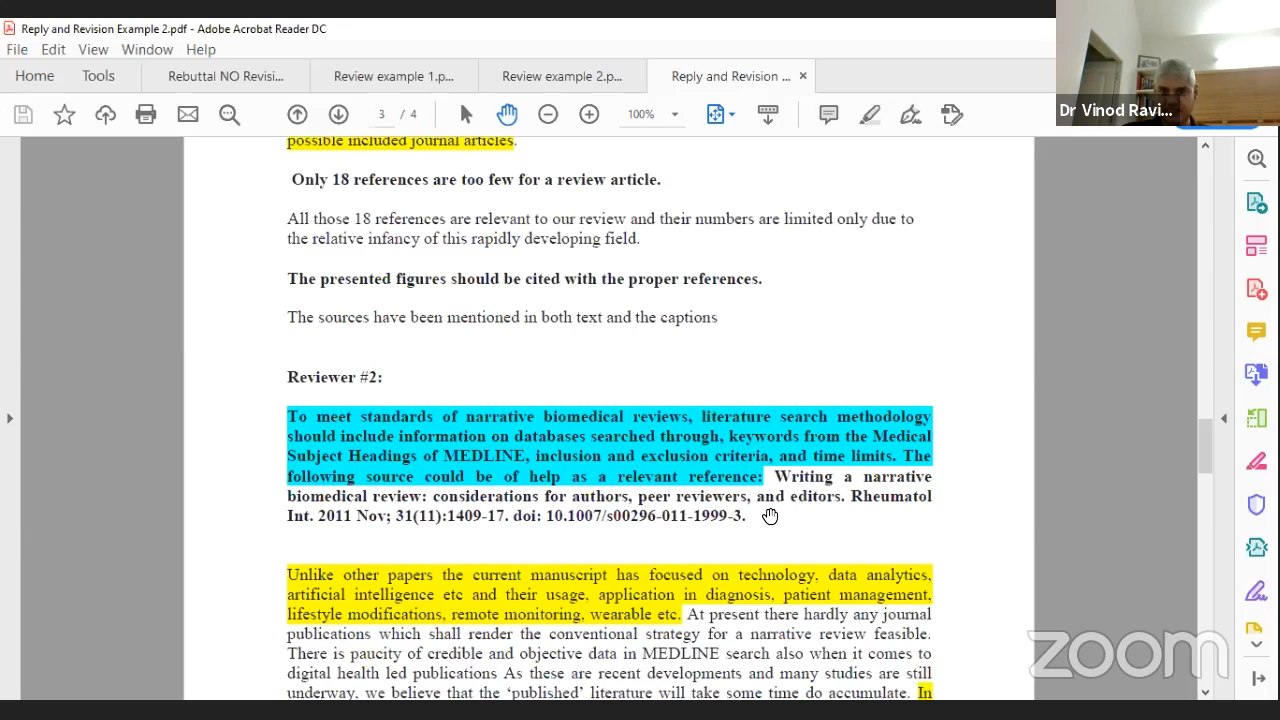 Reply and Revision Example 2.pdf - Adobe Acrobat Reader DC
File Edit View Window Help
Home Tools Rebuttal NO Revisi... Review example 1.p... Review example 2.p... Reply and Revision ... ×
3 / 4 100%
Dr Vinod Ravi...
possible included journal articles.
Only 18 references are too few for a review article.
All those 18 references are relevant to our review and their numbers are limited only due to
the relative infancy of this rapidly developing field.
The presented figures should be cited with the proper references.
The sources have been mentioned in both text and the captions
Reviewer #2:
To meet standards of narrative biomedical reviews, literature search methodology
should include information on databases searched through, keywords from the Medical
Subject Headings of MEDLINE, inclusion and exclusion criteria, and time limits. The
following source could be of help as a relevant reference: Writing a narrative
biomedical review: considerations for authors, peer reviewers, and editors. Rheumatol
Int. 2011 Nov; 31(11):1409-17. doi: 10.1007/s00296-011-1999-3.
Unlike other papers the current manuscript has focused on technology, data analytics,
artificial intelligence etc and their usage, application in diagnosis, patient management,
lifestyle modifications, remote monitoring, wearable etc. At present there hardly any journal
publications which shall render the conventional strategy for a narrative review feasible.
There is paucity of credible and objective data in MEDLINE search also when it comes to
digital health led publications As these are recent developments and many studies are still
underway, we believe that the ‘published’ literature will take some time do accumulate. In
zoom